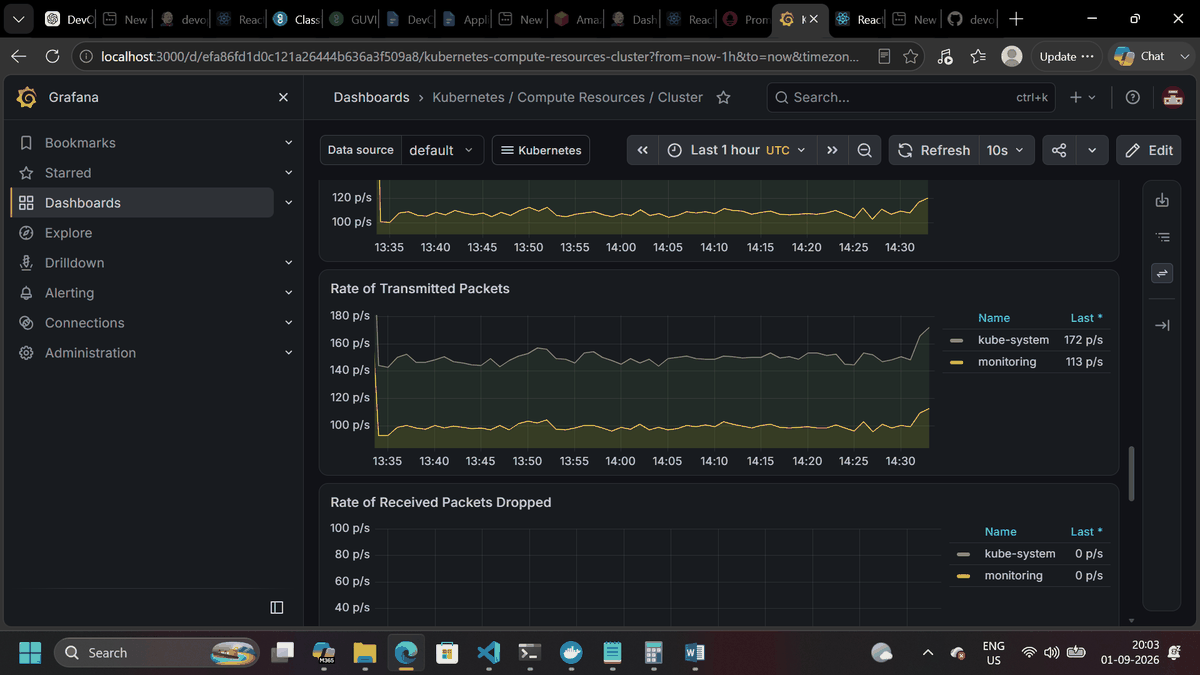 DevC
New
devo
Reac
Class
GUVI
DevC
Appl
New
Ama
Dash
Reac
Pron
K
React
New
devo
localhost:3000/d/efa86fd1d0c121a26444b636a3f509a8/kubernetes-compute-resources-cluster?from=now-1h&to=now&timezon...
Update
Chat
Grafana
Dashboards › Kubernetes / Compute Resources / Cluster
Search...
ctrl+k
Bookmarks
Starred
Dashboards
Explore
Drilldown
Alerting
Connections
Administration
Data source
default
Kubernetes
Last 1 hour UTC
Refresh
10s
Edit
120 p/s
100 p/s
13:35 13:40 13:45 13:50 13:55 14:00 14:05 14:10 14:15 14:20 14:25 14:30
Rate of Transmitted Packets
180 p/s
160 p/s
140 p/s
120 p/s
100 p/s
13:35 13:40 13:45 13:50 13:55 14:00 14:05 14:10 14:15 14:20 14:25 14:30
Name Last *
kube-system 172 p/s
monitoring 113 p/s
Rate of Received Packets Dropped
100 p/s
80 p/s
60 p/s
40 p/s
Name Last *
kube-system 0 p/s
monitoring 0 p/s
Search
M365
ENG
US
20:03
01-09-2026